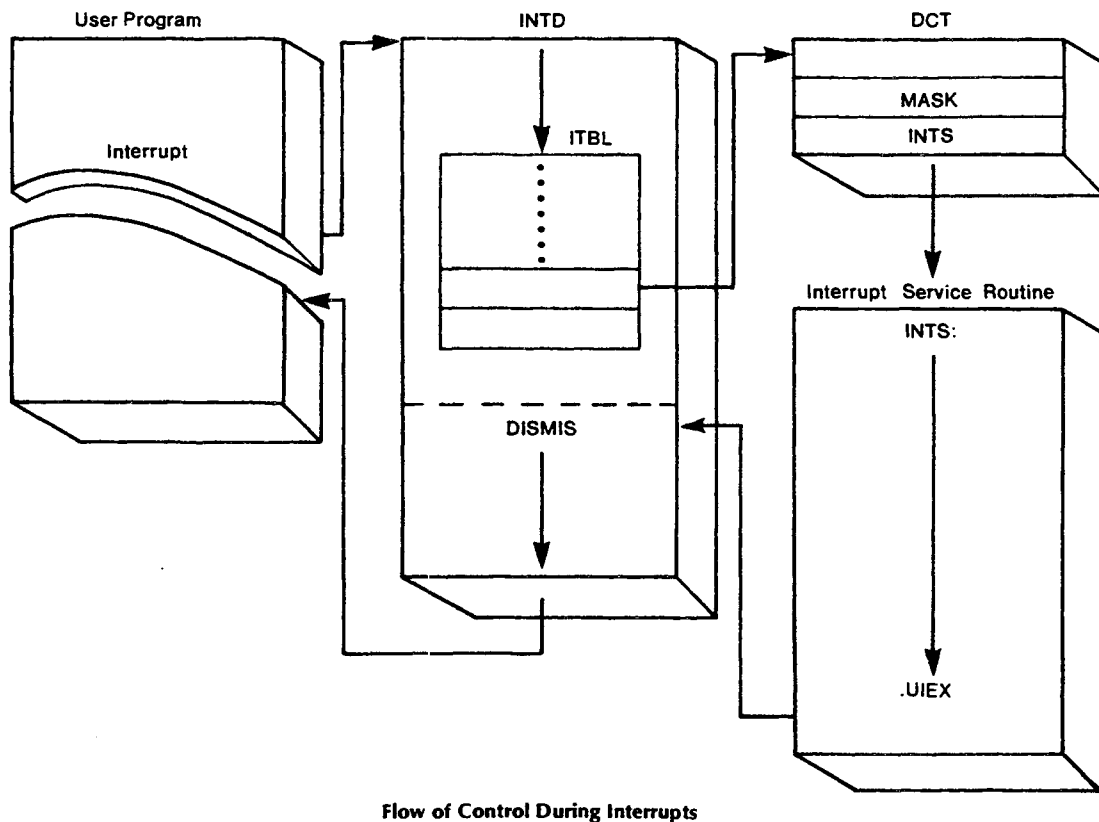 User Program
INTD
DCT
MASK
INTS
Interrupt
ITBL
Interrupt Service Routine
INTS:
DISMIS
.UIEX
Flow of Control During Interrupts